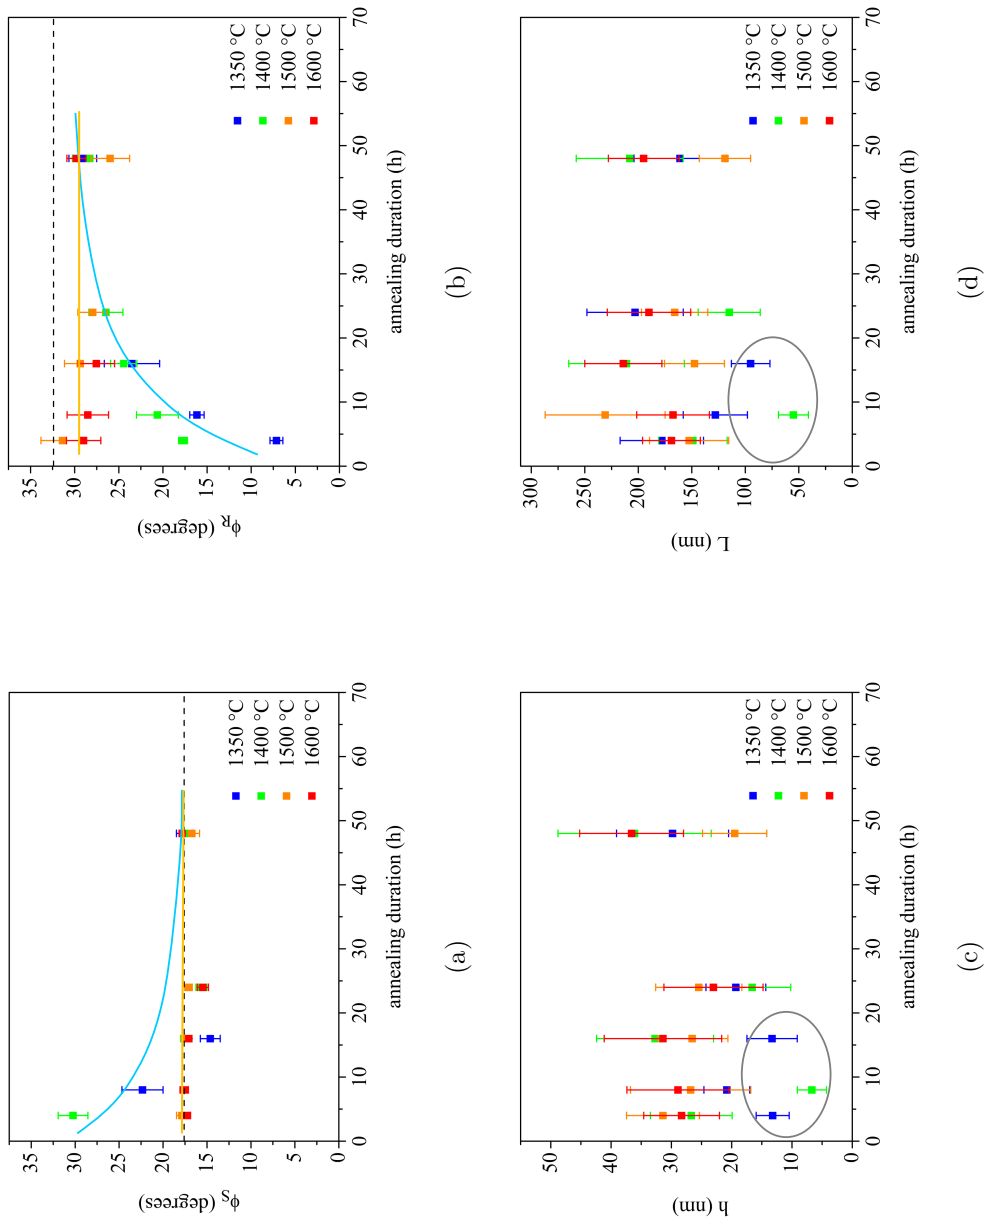 35
30
25
20
15
10
5
0
ϕS (degrees)
0 10 20 30 40 50 60 70
annealing duration (h)
1350 °C
1400 °C
1500 °C
1600 °C
(a)
35
30
25
20
15
10
5
0
ϕR (degrees)
0 10 20 30 40 50 60 70
annealing duration (h)
1350 °C
1400 °C
1500 °C
1600 °C
(b)
50
40
30
20
10
0
h (nm)
0 10 20 30 40 50 60 70
annealing duration (h)
1350 °C
1400 °C
1500 °C
1600 °C
(c)
300
250
200
150
100
50
0
L (nm)
0 10 20 30 40 50 60 70
annealing duration (h)
1350 °C
1400 °C
1500 °C
1600 °C
(d)